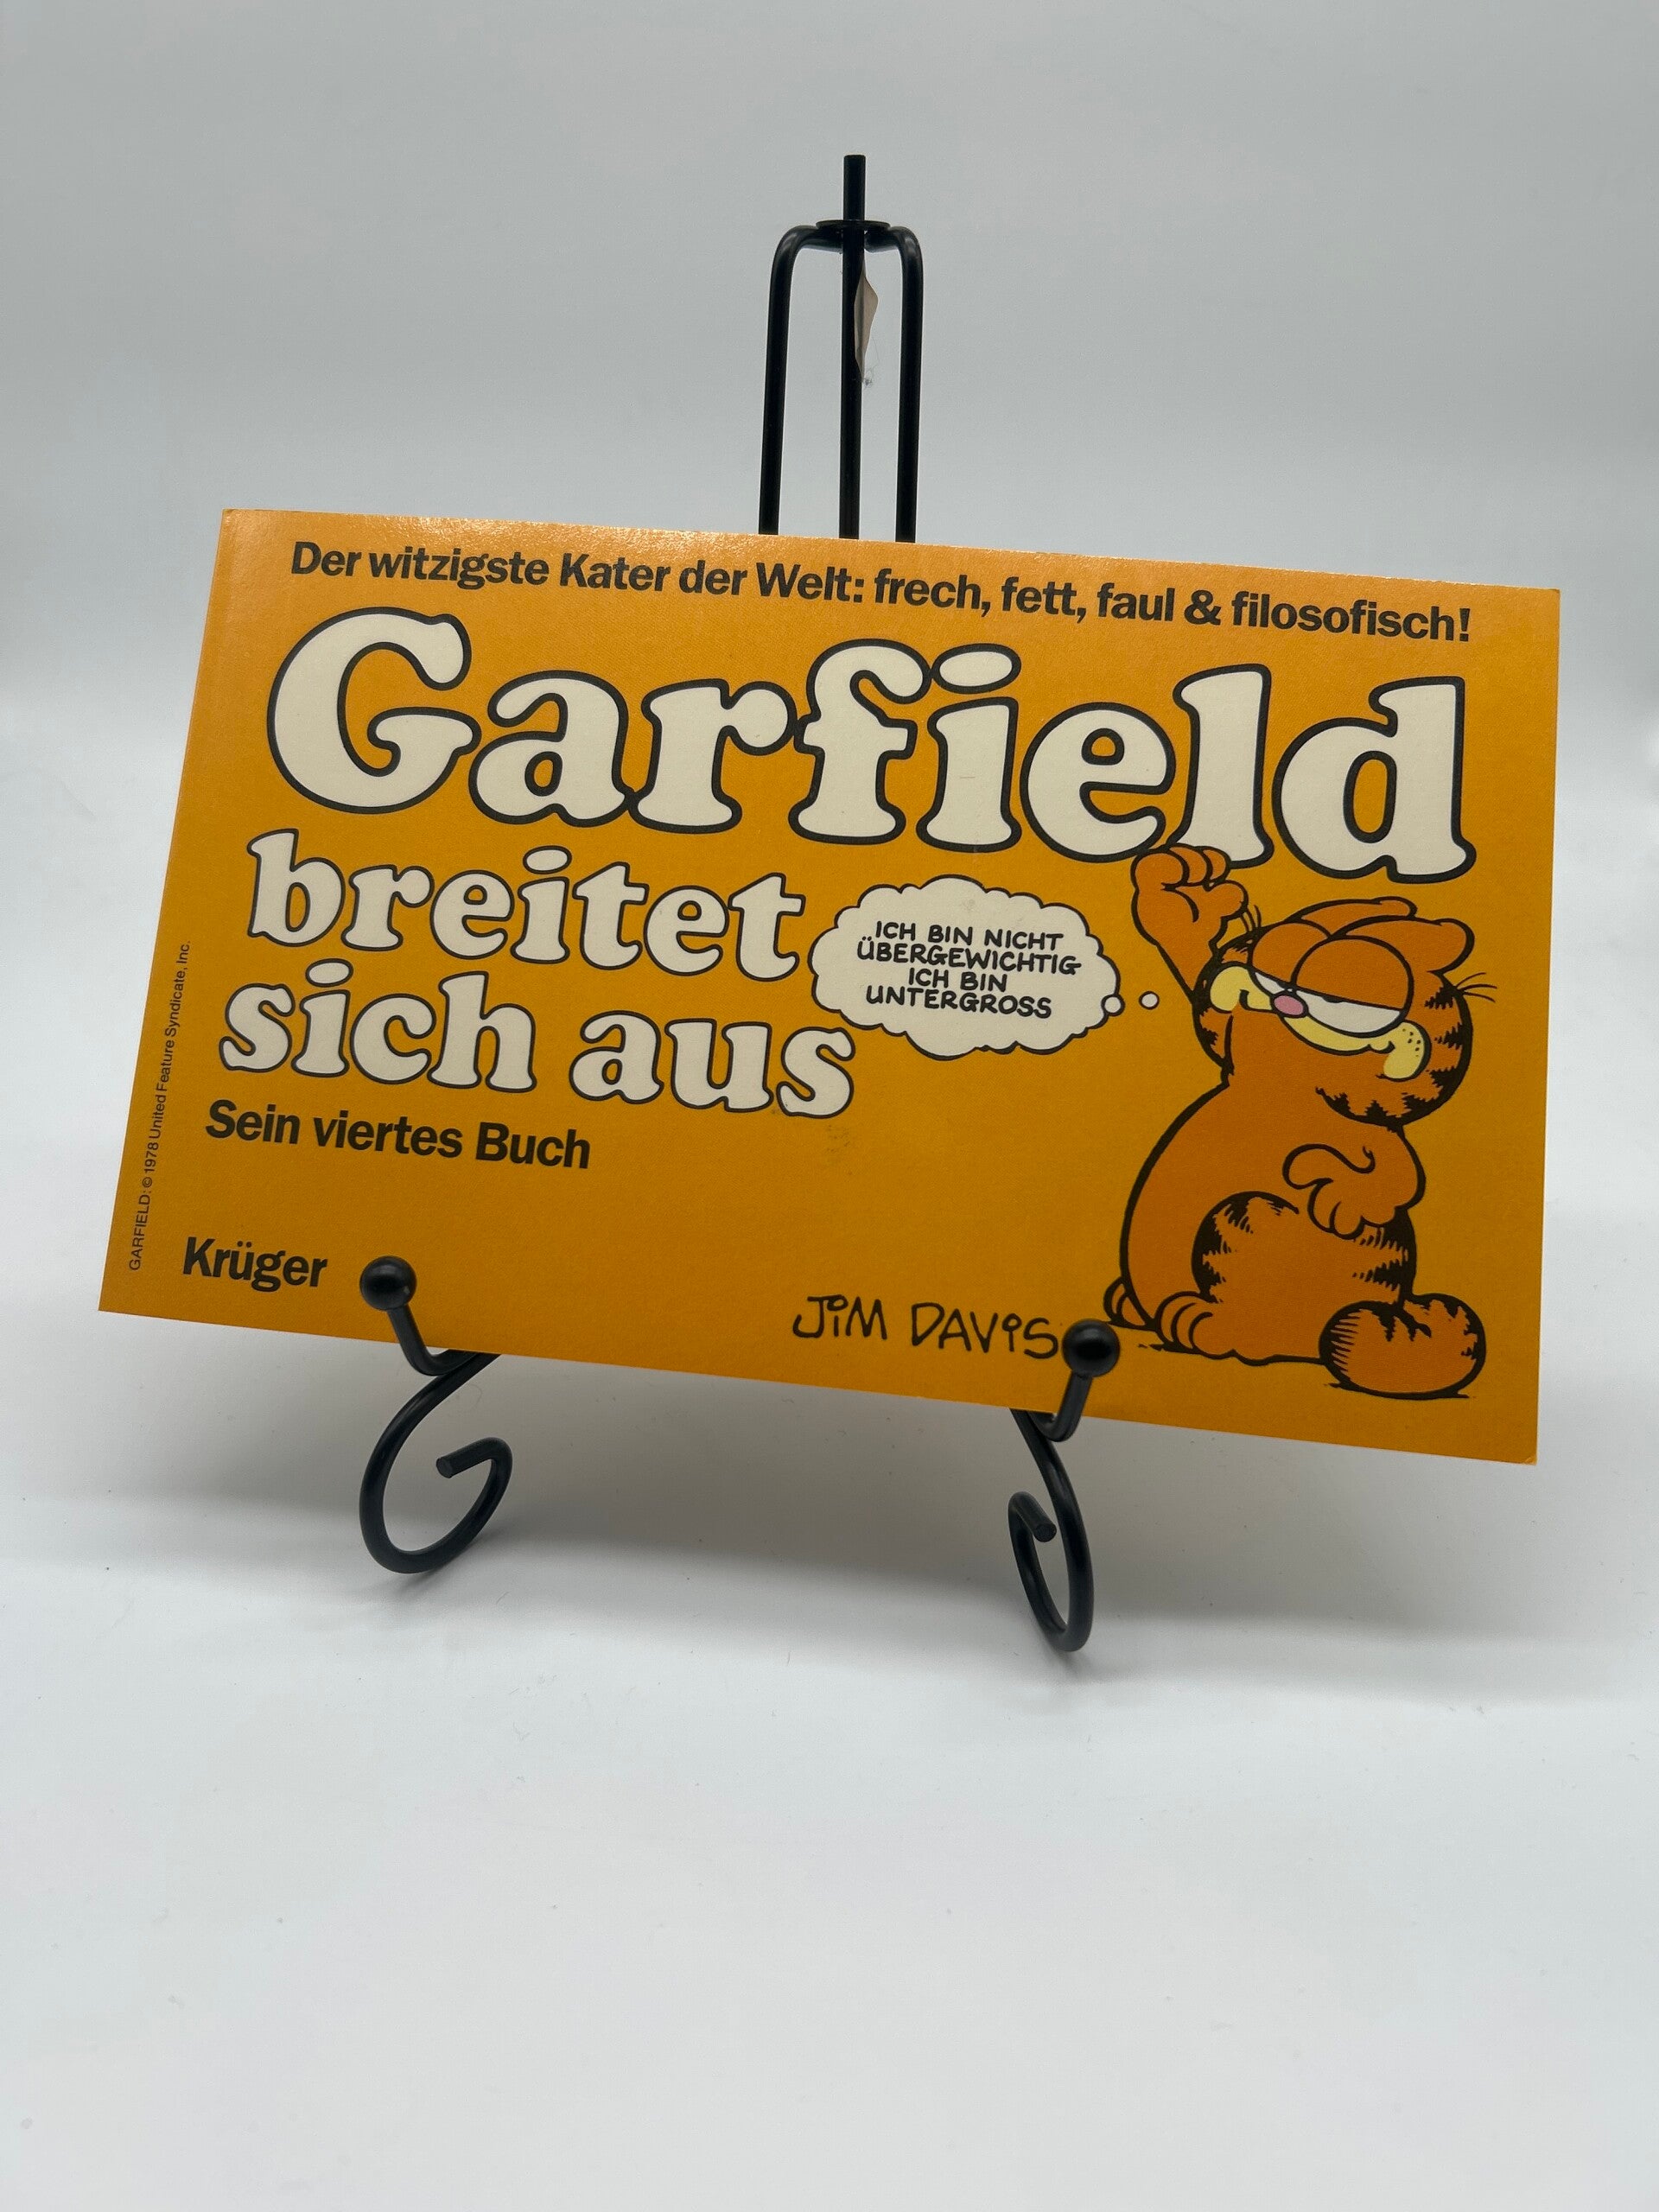 Der witzigste Kater der Welt: frech, fett, faul & filosofisch!
Garfield
breitet
sich aus
ICH BIN NICHT
ÜBERGEWICHTIG
ICH BIN
UNTERGROSS
Sein viertes Buch
GARFIELD: © 1978 United Feature Syndicate, Inc.
Krüger
JIM DAVIS